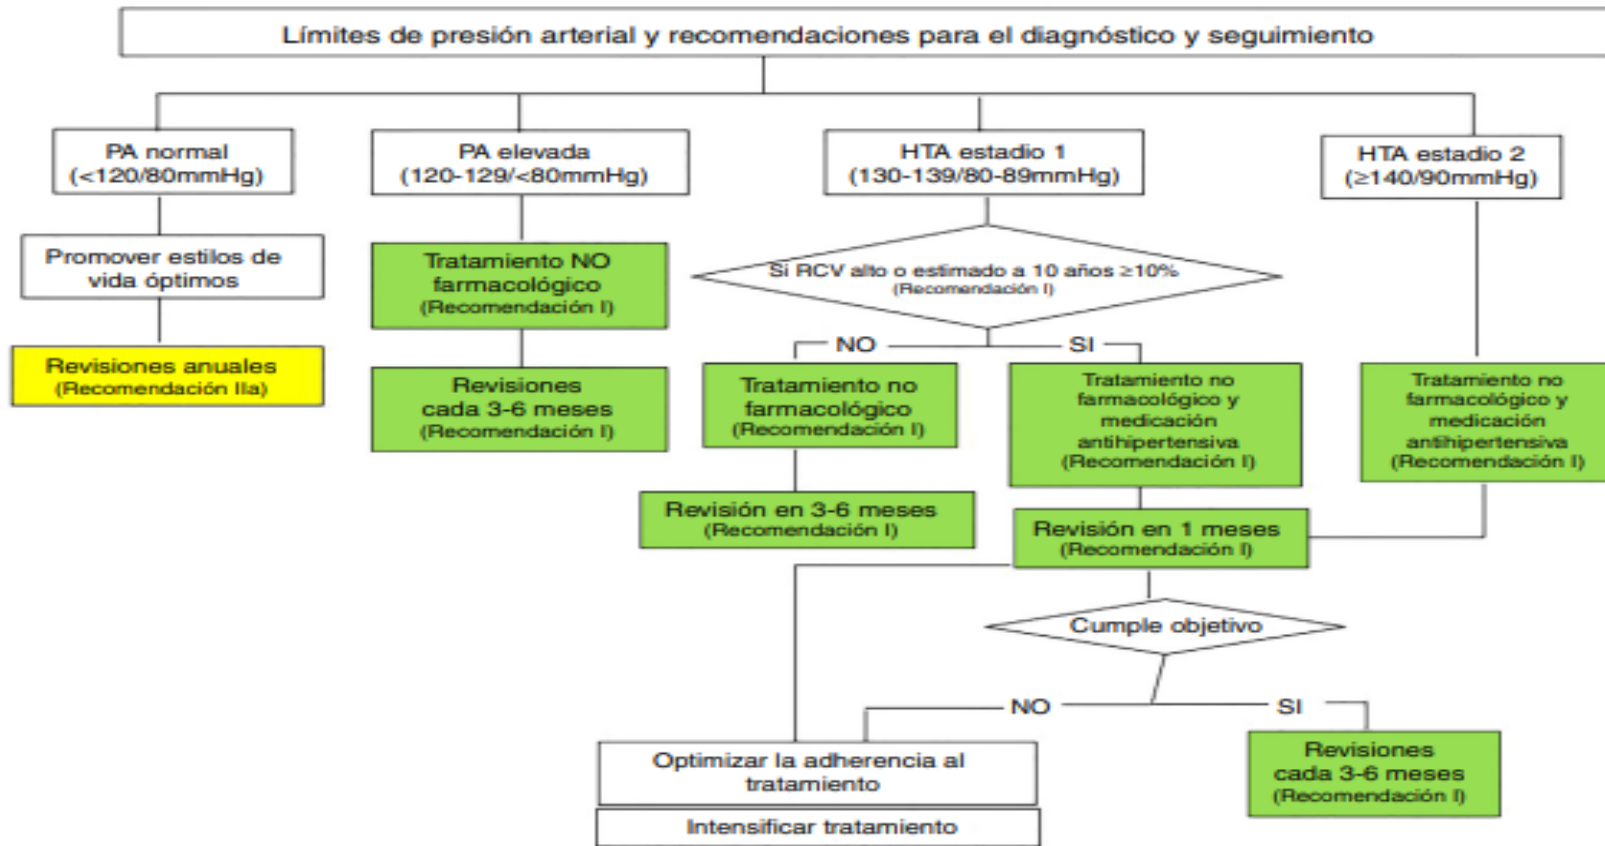 Límites de presión arterial y recomendaciones para el diagnóstico y seguimiento
PA normal
(<120/80mmHg)
PA elevada
(120-129/<80mmHg)
HTA estadio 1
(130-139/80-89mmHg)
HTA estadio 2
(≥140/90mmHg)
Promover estilos de
vida óptimos
Tratamiento NO
farmacológico
(Recomendación I)
Si RCV alto o estimado a 10 años ≥10%
(Recomendación I)
NO
SI
Revisiones anuales
(Recomendación IIa)
Revisiones
cada 3-6 meses
(Recomendación I)
Tratamiento no
farmacológico
(Recomendación I)
Tratamiento no
farmacológico y
medicación
antihipertensiva
(Recomendación I)
Tratamiento no
farmacológico y
medicación
antihipertensiva
(Recomendación I)
Revisión en 3-6 meses
(Recomendación I)
Revisión en 1 meses
(Recomendación I)
Cumple objetivo
NO
SI
Optimizar la adherencia al
tratamiento
Intensificar tratamiento
Revisiones
cada 3-6 meses
(Recomendación I)